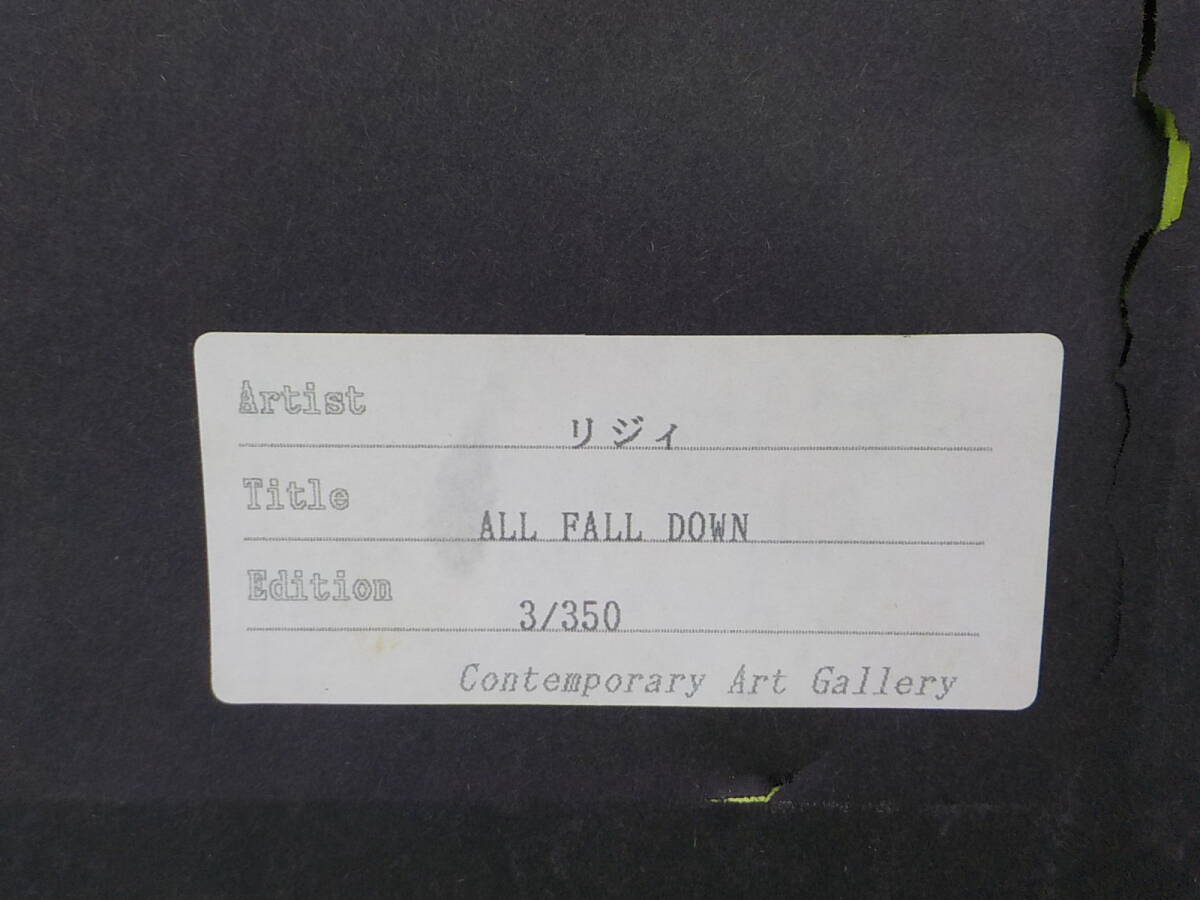 Artist
リジィ
Title
ALL FALL DOWN
Edition
3/350
Contemporary Art Gallery